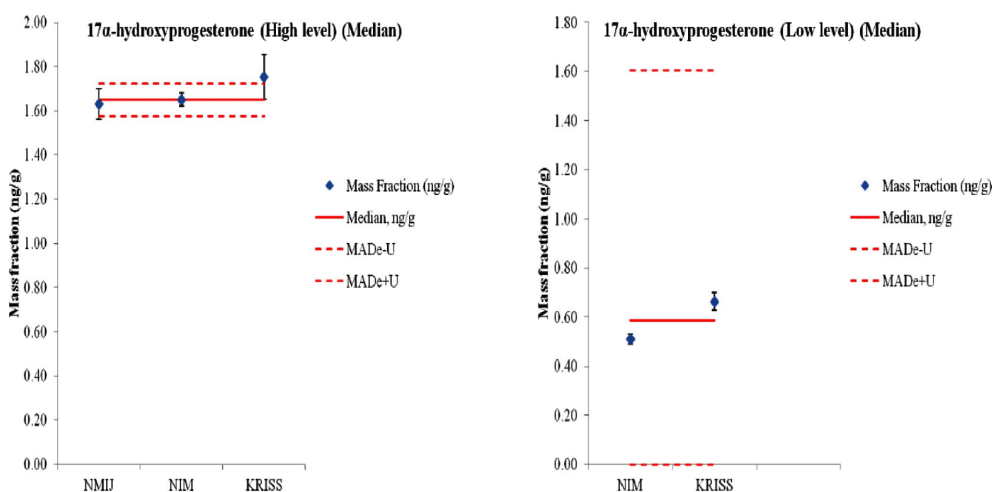 17α-hydroxyprogesterone (High level) (Median)
Mass fraction (ng/g)
2.00
1.80
1.60
1.40
1.20
1.00
0.80
0.60
0.40
0.20
0.00
NMIJ NIM KRISS
Mass Fraction (ng/g)
Median, ng/g
MADe-U
MADe+U
17α-hydroxyprogesterone (Low level) (Median)
Mass fraction (ng/g)
1.80
1.60
1.40
1.20
1.00
0.80
0.60
0.40
0.20
0.00
NIM KRISS
Mass Fraction (ng/g)
Median, ng/g
MADe-U
MADe+U